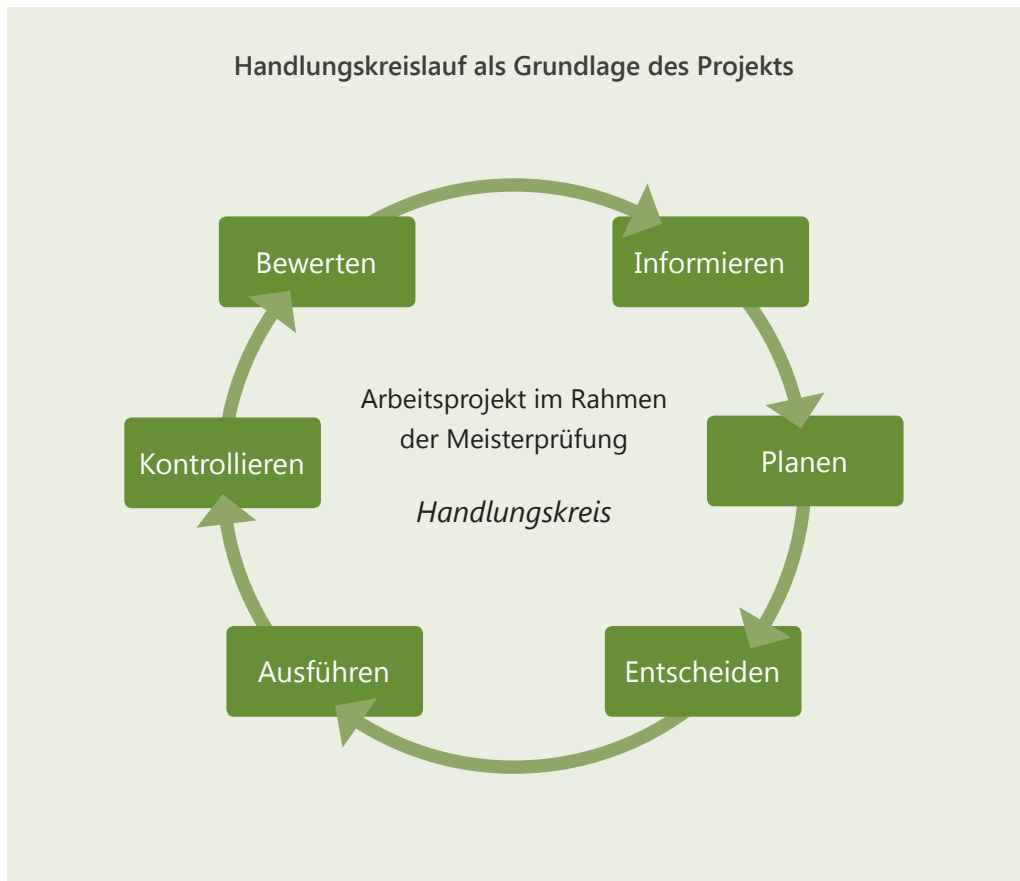 Handlungskreislauf als Grundlage des Projekts
Bewerten
Informieren
Arbeitsprojekt im Rahmen
der Meisterprüfung
Kontrollieren
Planen
Handlungskreis
Ausführen
Entscheiden